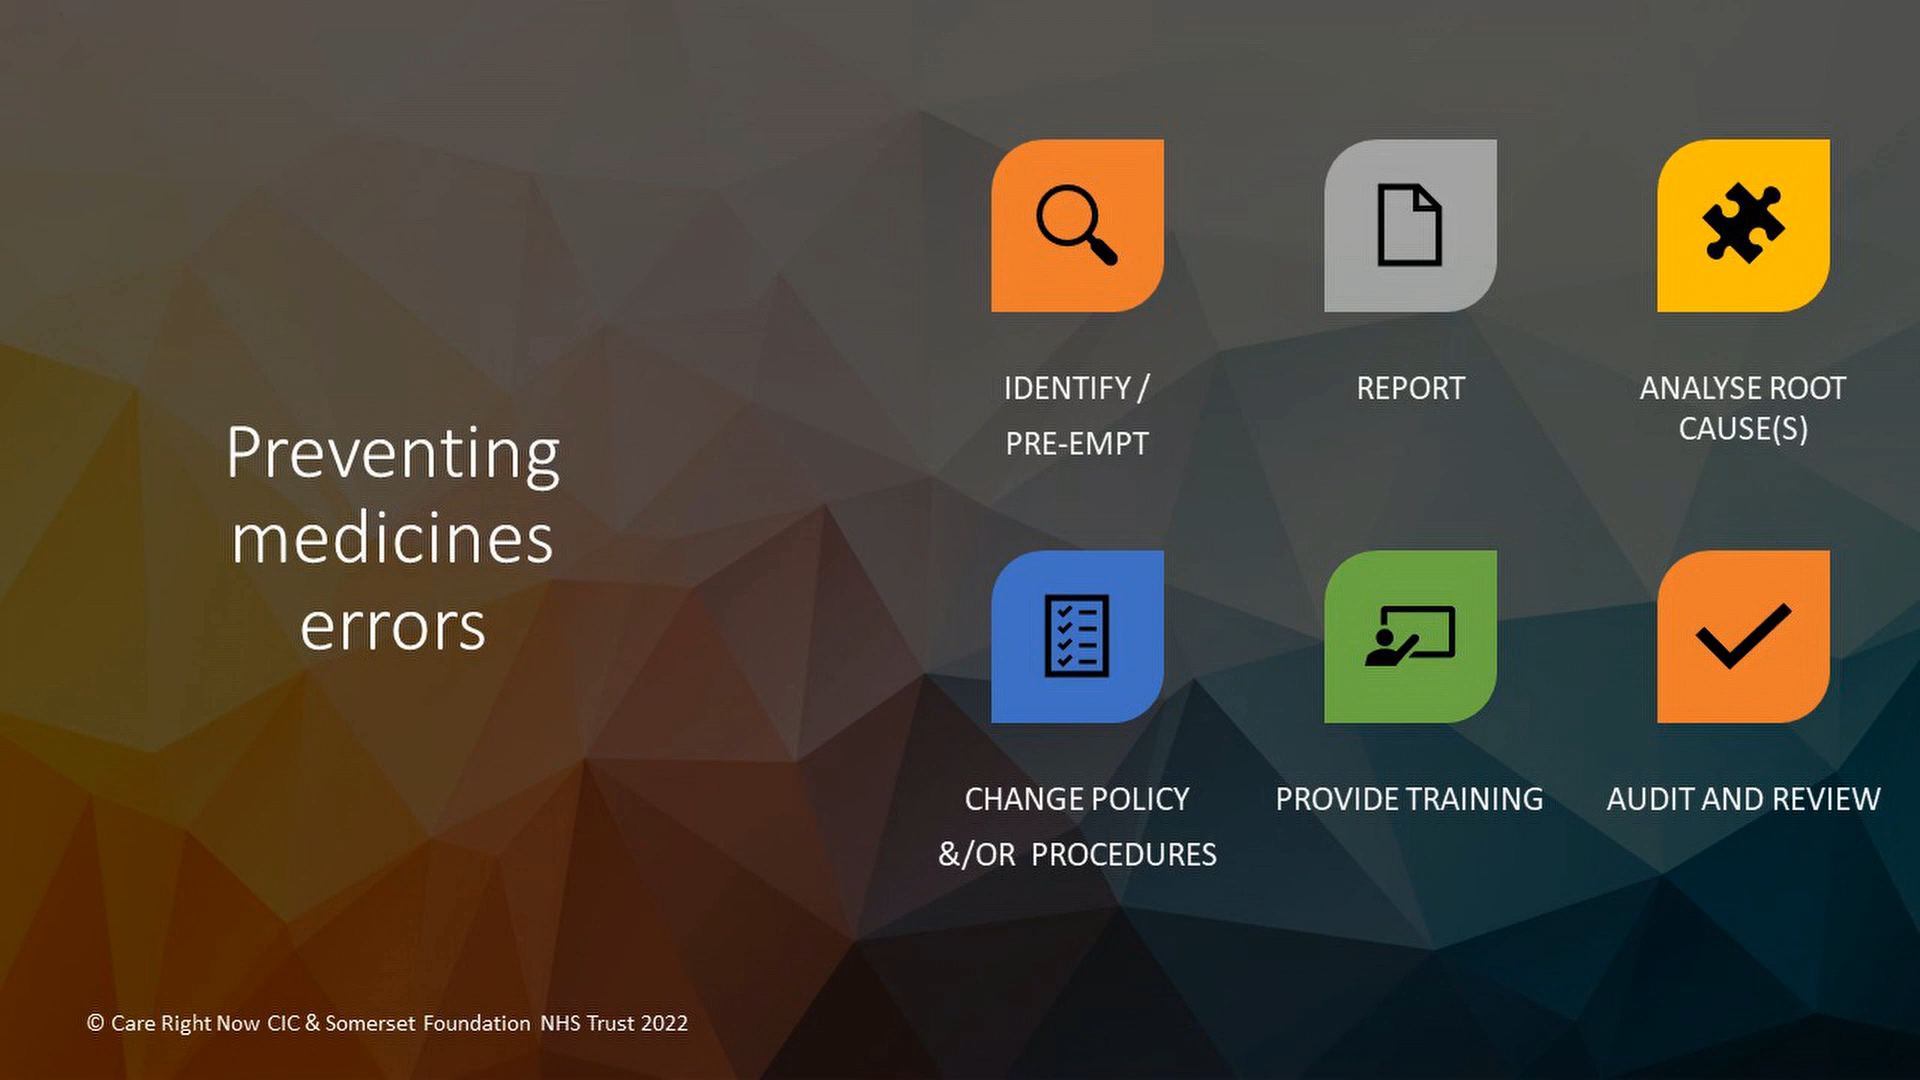 Preventing
medicines
errors
IDENTIFY /
PRE-EMPT
REPORT
ANALYSE ROOT
CAUSE(S)
CHANGE POLICY
&/OR PROCEDURES
PROVIDE TRAINING
AUDIT AND REVIEW
© Care Right Now CIC & Somerset Foundation NHS Trust 2022